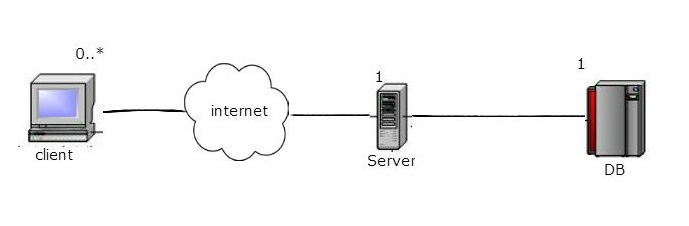 0..*
client
internet
1
Server
1
DB